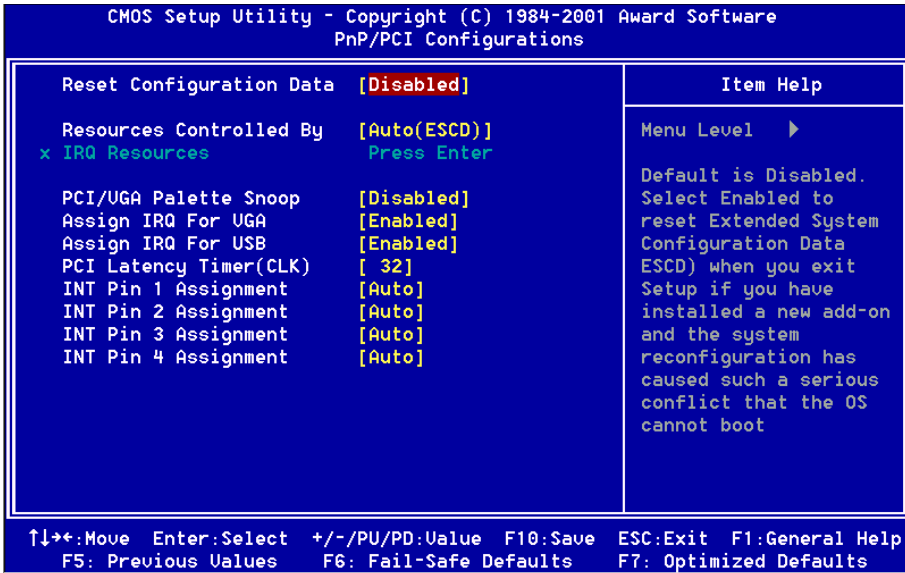 CMOS Setup Utility - Copyright (C) 1984-2001 Award Software
PnP/PCI Configurations
Reset Configuration Data [Disabled]
Resources Controlled By [Auto(ESCD)]
x IRQ Resources Press Enter
PCI/VGA Palette Snoop [Disabled]
Assign IRQ For VGA [Enabled]
Assign IRQ For USB [Enabled]
PCI Latency Timer(CLK) [ 32]
INT Pin 1 Assignment [Auto]
INT Pin 2 Assignment [Auto]
INT Pin 3 Assignment [Auto]
INT Pin 4 Assignment [Auto]
Item Help
Menu Level ▶
Default is Disabled.
Select Enabled to
reset Extended System
Configuration Data
ESCD) when you exit
Setup if you have
installed a new add-on
and the system
reconfiguration has
caused such a serious
conflict that the OS
cannot boot
↑↓→←:Move Enter:Select +/-/PU/PD:Value F10:Save ESC:Exit F1:General Help
F5: Previous Values F6: Fail-Safe Defaults F7: Optimized Defaults